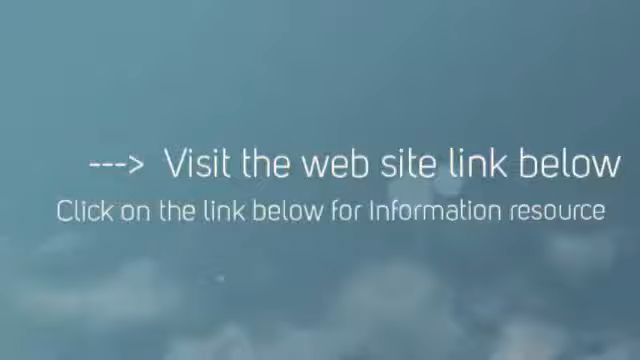 ---> Visit the web site link below
Click on the link below for Information resource